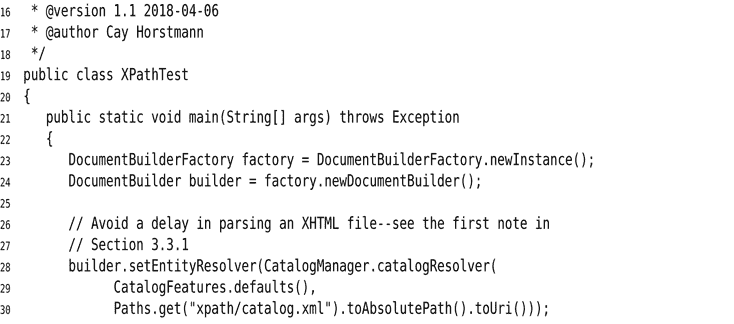 16  * @version 1.1 2018-04-06
17  * @author Cay Horstmann
18  */
19 public class XPathTest
20 {
21    public static void main(String[] args) throws Exception
22    {
23       DocumentBuilderFactory factory = DocumentBuilderFactory.newInstance();
24       DocumentBuilder builder = factory.newDocumentBuilder();
25
26       // Avoid a delay in parsing an XHTML file--see the first note in
27       // Section 3.3.1
28       builder.setEntityResolver(CatalogManager.catalogResolver(
29             CatalogFeatures.defaults(),
30             Paths.get("xpath/catalog.xml").toAbsolutePath().toUri()));